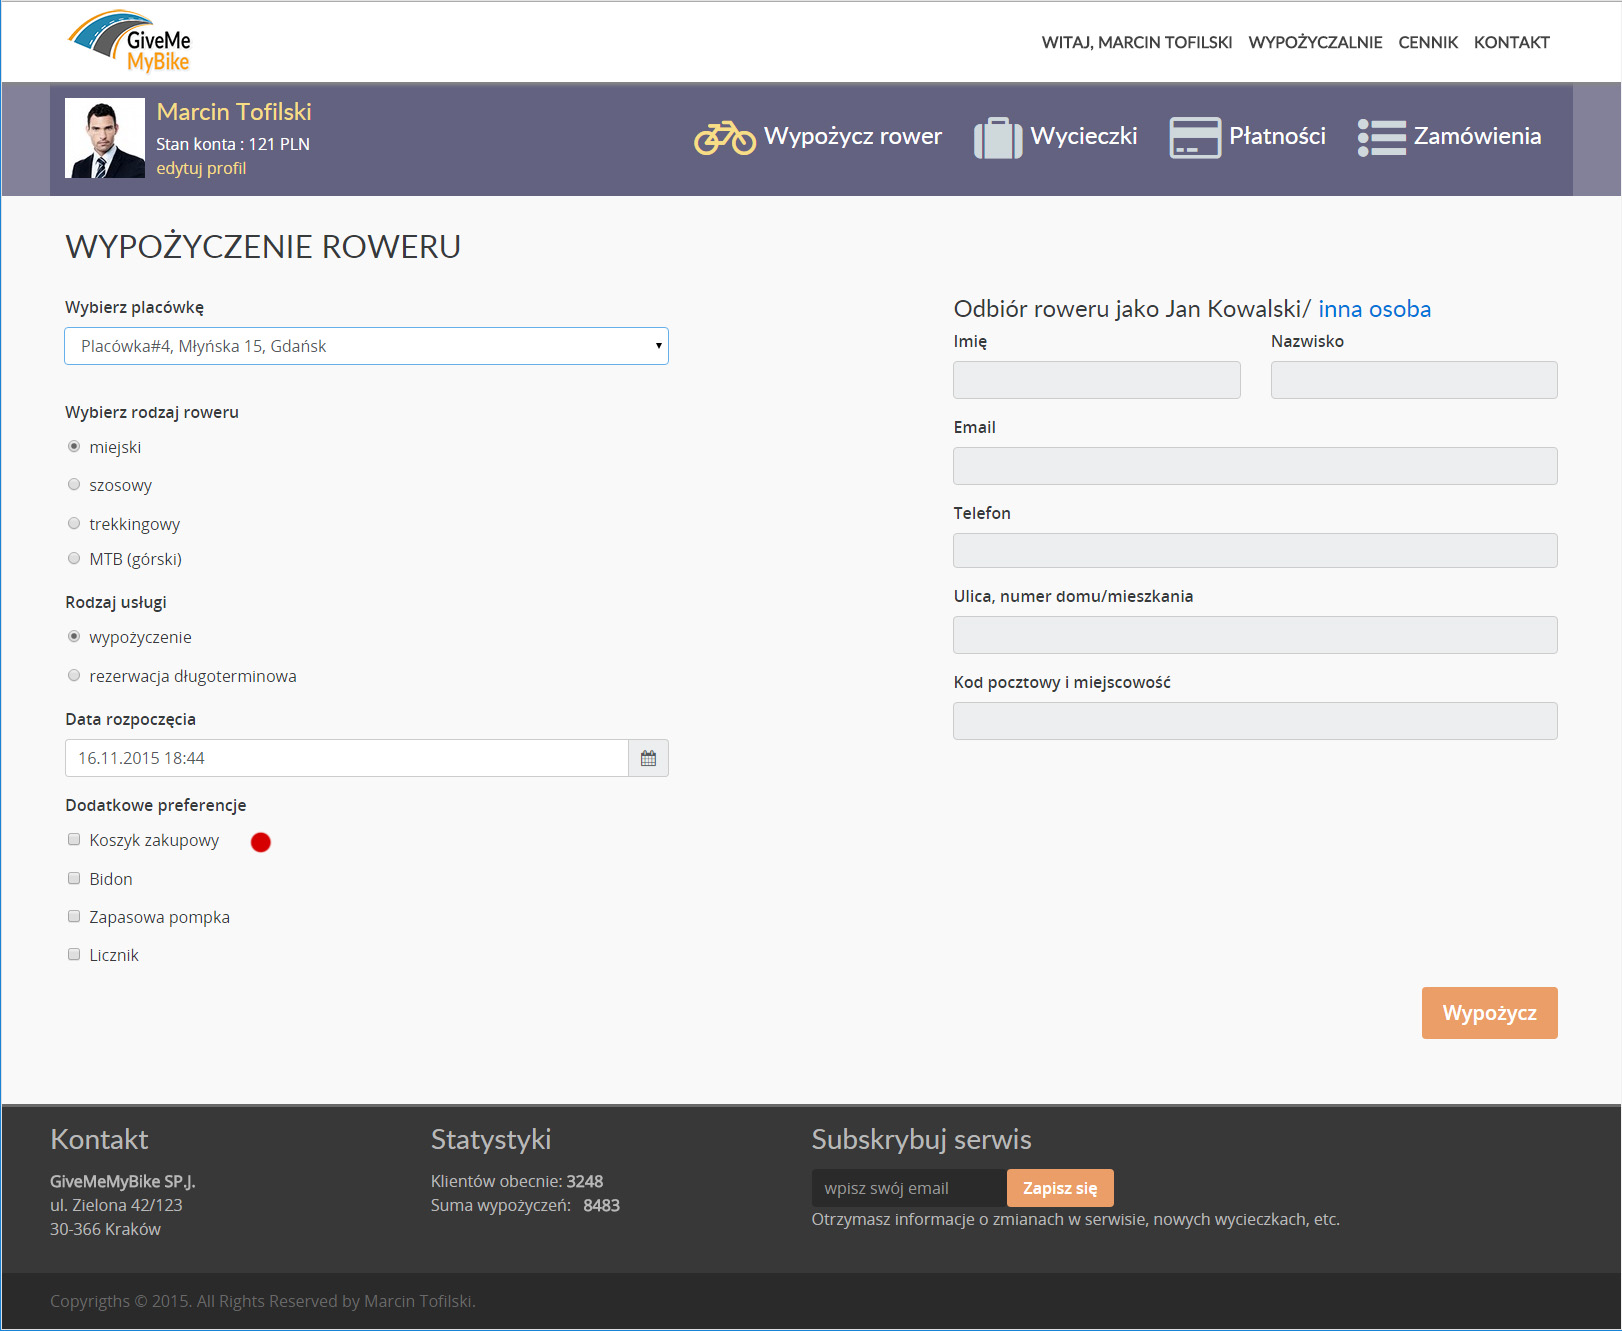 GiveMe
MyBike
WITAJ, MARCIN TOFILSKI WYPOŻYCZALNIE CENNIK KONTAKT
Marcin Tofilski
Stan konta : 121 PLN
edytuj profil
Wypożycz rower Wycieczki Płatności Zamówienia
WYPOŻYCZENIE ROWERU
Wybierz placówkę
Placówka#4, Młyńska 15, Gdańsk
Wybierz rodzaj roweru
miejski
szosowy
trekkingowy
MTB (górski)
Rodzaj usługi
wypożyczenie
rezerwacja długoterminowa
Data rozpoczęcia
16.11.2015 18:44
Dodatkowe preferencje
Koszyk zakupowy
Bidon
Zapasowa pompka
Licznik
Odbiór roweru jako Jan Kowalski/ inna osoba
Imię Nazwisko
Email
Telefon
Ulica, numer domu/mieszkania
Kod pocztowy i miejscowość
Wypożycz
Kontakt
GiveMeMyBike SP.J.
ul. Zielona 42/123
30-366 Kraków
Statystyki
Klientów obecnie: 3248
Suma wypożyczeń: 8483
Subskrybuj serwis
wpisz swój email Zapisz się
Otrzymasz informacje o zmianach w serwisie, nowych wycieczkach, etc.
Copyrigths © 2015. All Rights Reserved by Marcin Tofilski.